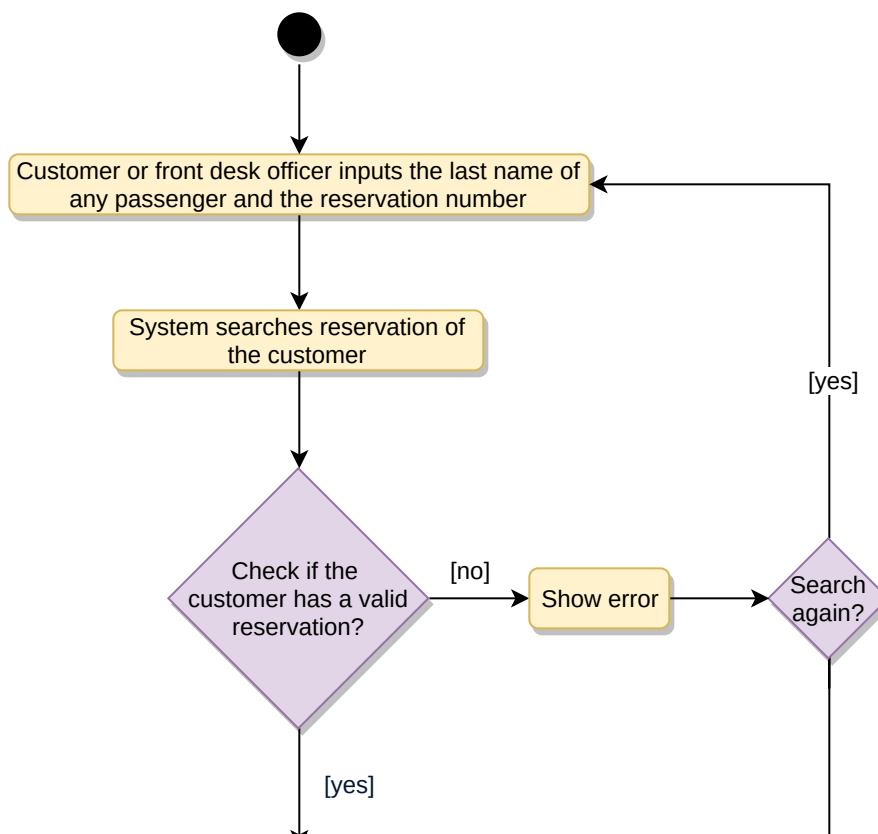 Customer or front desk officer inputs the last name of
any passenger and the reservation number
System searches reservation of
the customer
[yes]
Check if the
customer has a valid
reservation?
[no]
Show error
Search
again?
[yes]